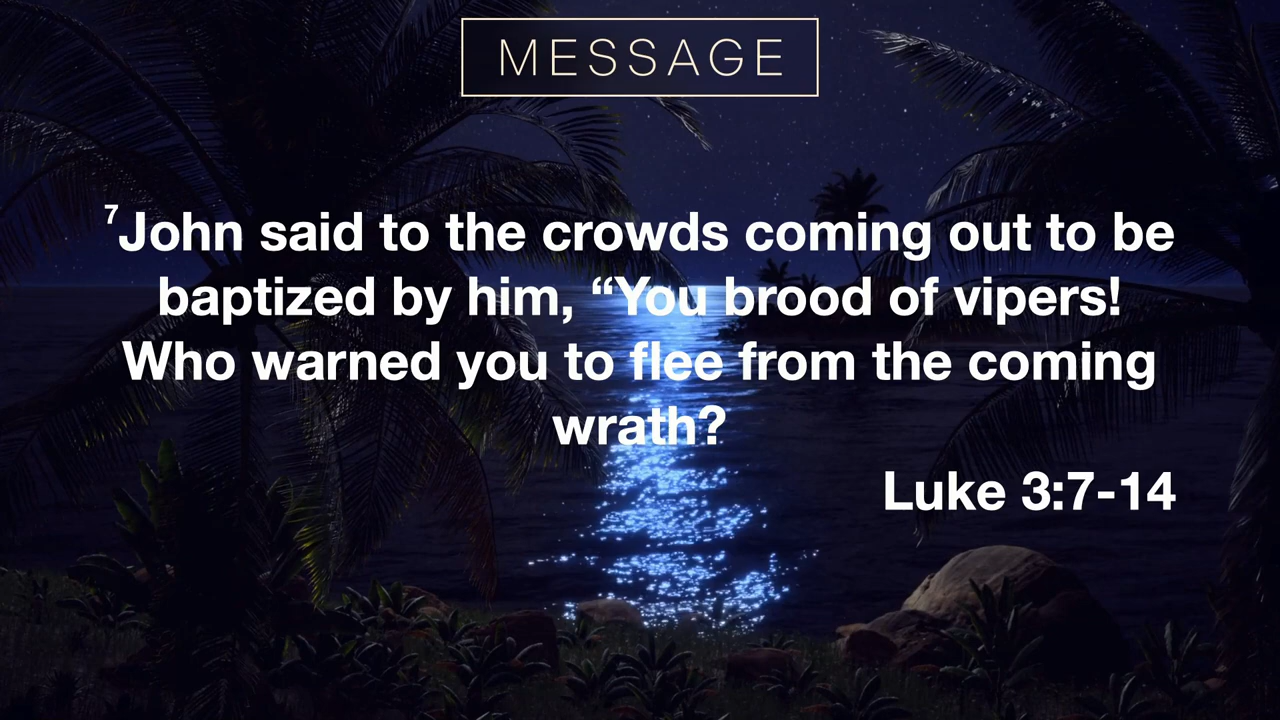 MESSAGE
⁷John said to the crowds coming out to be
baptized by him, “You brood of vipers!
Who warned you to flee from the coming
wrath?
Luke 3:7-14